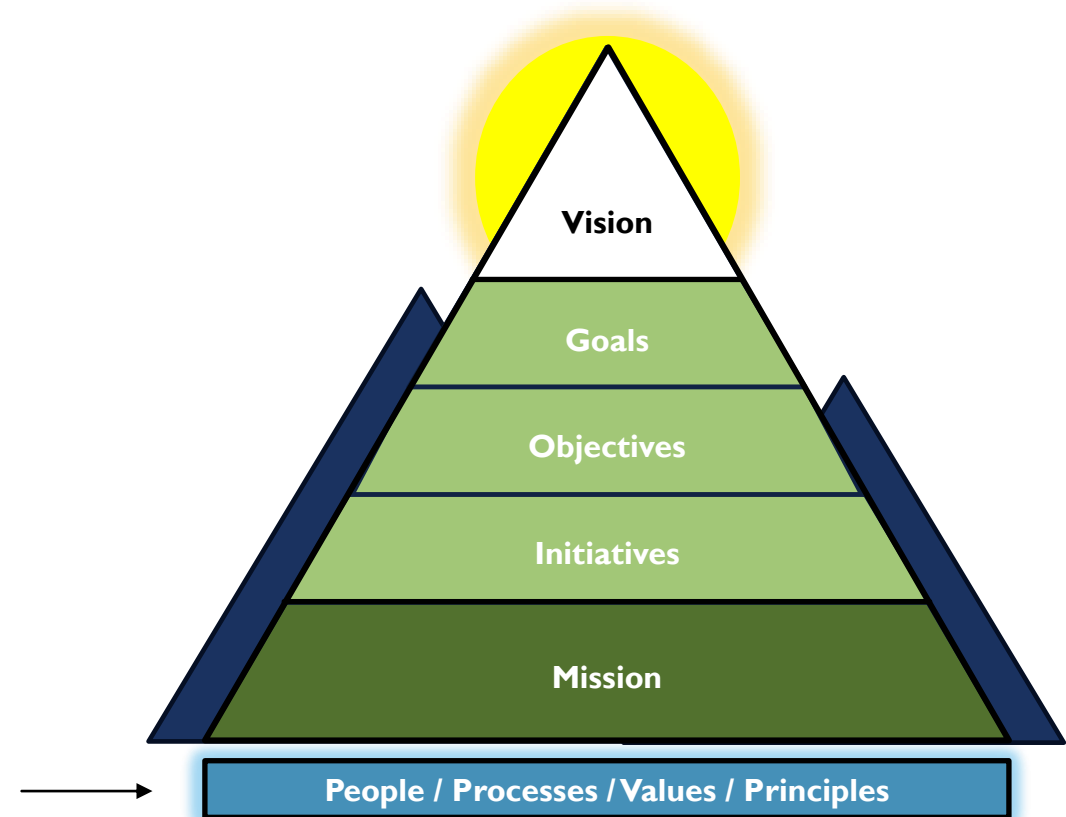 Vision
Goals
Objectives
Initiatives
Mission
People / Processes / Values / Principles